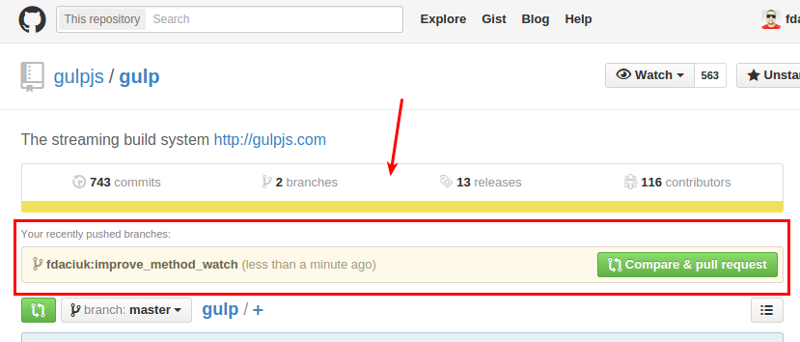 This repository Search Explore Gist Blog Help
gulpjs / gulp Watch 563
The streaming build system http://gulpjs.com
743 commits 2 branches 13 releases 116 contributors
Your recently pushed branches:
fdaciuk:improve_method_watch (less than a minute ago) Compare & pull request
branch: master gulp / +